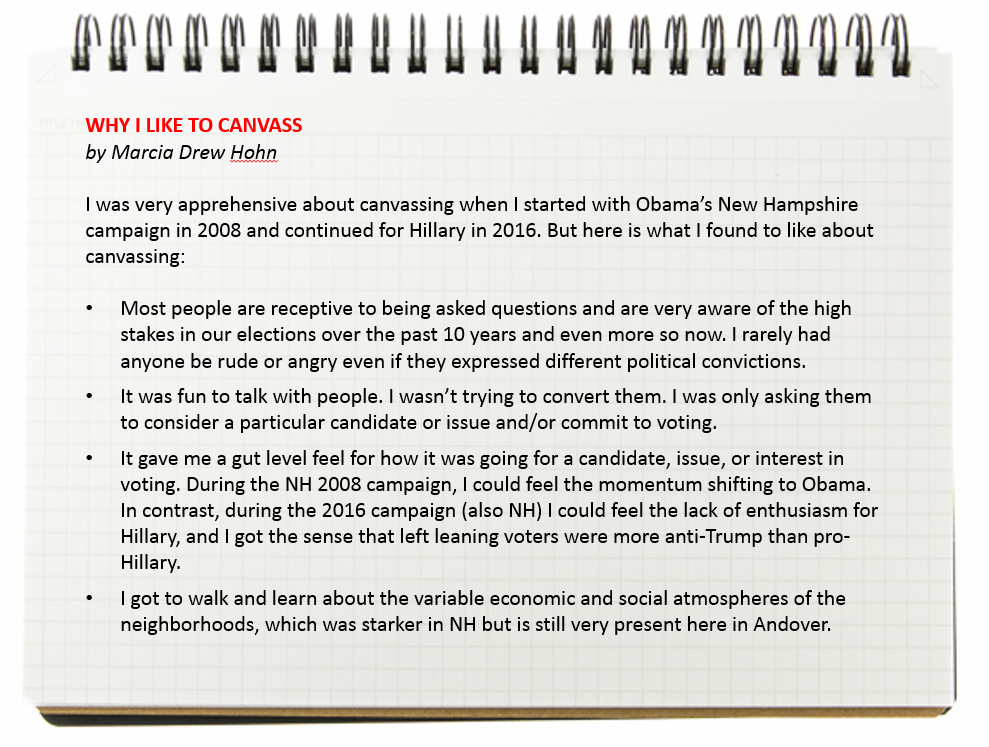 WHY I LIKE TO CANVASS
by Marcia Drew Hohn
I was very apprehensive about canvassing when I started with Obama’s New Hampshire
campaign in 2008 and continued for Hillary in 2016. But here is what I found to like about
canvassing:
• Most people are receptive to being asked questions and are very aware of the high
stakes in our elections over the past 10 years and even more so now. I rarely had
anyone be rude or angry even if they expressed different political convictions.
• It was fun to talk with people. I wasn’t trying to convert them. I was only asking them
to consider a particular candidate or issue and/or commit to voting.
• It gave me a gut level feel for how it was going for a candidate, issue, or interest in
voting. During the NH 2008 campaign, I could feel the momentum shifting to Obama.
In contrast, during the 2016 campaign (also NH) I could feel the lack of enthusiasm for
Hillary, and I got the sense that left leaning voters were more anti-Trump than pro-
Hillary.
• I got to walk and learn about the variable economic and social atmospheres of the
neighborhoods, which was starker in NH but is still very present here in Andover.